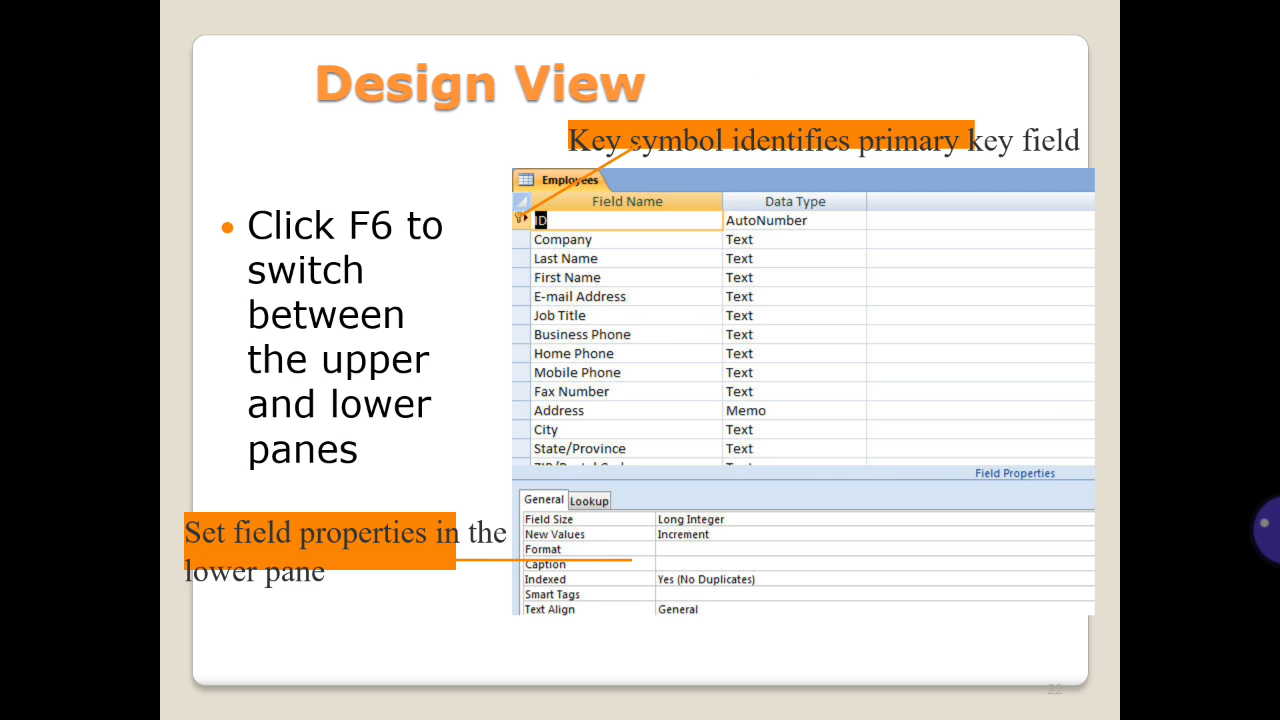 Design View
Key symbol identifies primary key field
Click F6 to
switch
between
the upper
and lower
panes
Set field properties in the
lower pane
Employees
Field Name Data Type
ID AutoNumber
Company Text
Last Name Text
First Name Text
E-mail Address Text
Job Title Text
Business Phone Text
Home Phone Text
Mobile Phone Text
Fax Number Text
Address Memo
City Text
State/Province Text
Field Properties
General Lookup
Field Size Long Integer
New Values Increment
Format
Caption
Indexed Yes (No Duplicates)
Smart Tags
Text Align General
22